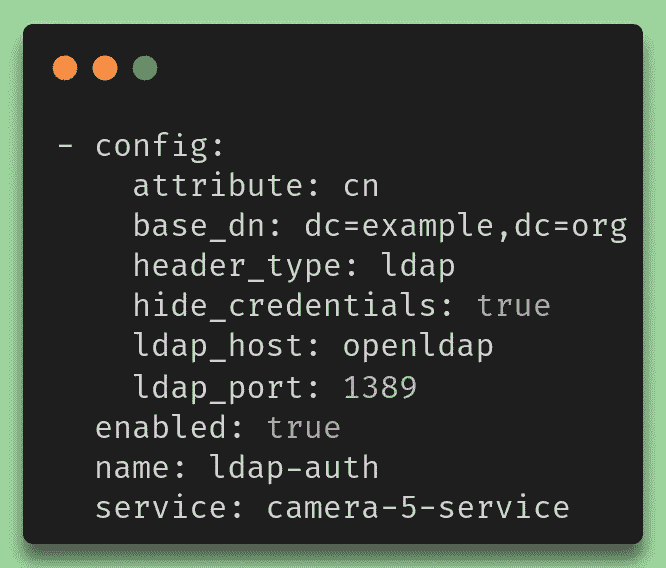 - config:
    attribute: cn
    base_dn: dc=example,dc=org
    header_type: ldap
    hide_credentials: true
    ldap_host: openldap
    ldap_port: 1389
  enabled: true
  name: ldap-auth
  service: camera-5-service